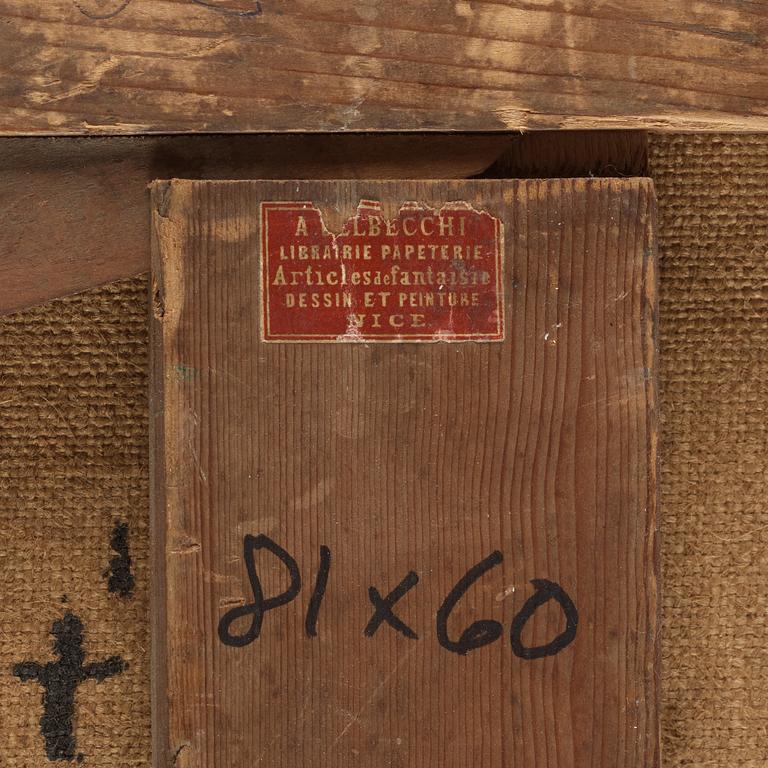 A
LIBRAIRIE PAPETERIE
Articles de fantaisie
DESSIN ET PEINTURE
NICE
81 x 60